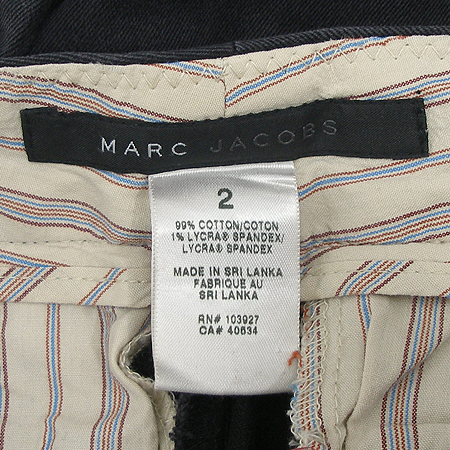 MARC JACOBS
2
99% COTTON/COTON
1% LYCRA® SPANDEX/
LYCRA® SPANDEX
MADE IN SRI LANKA
FABRIQUE AU
SRI LANKA
RN# 103927
CA# 40634